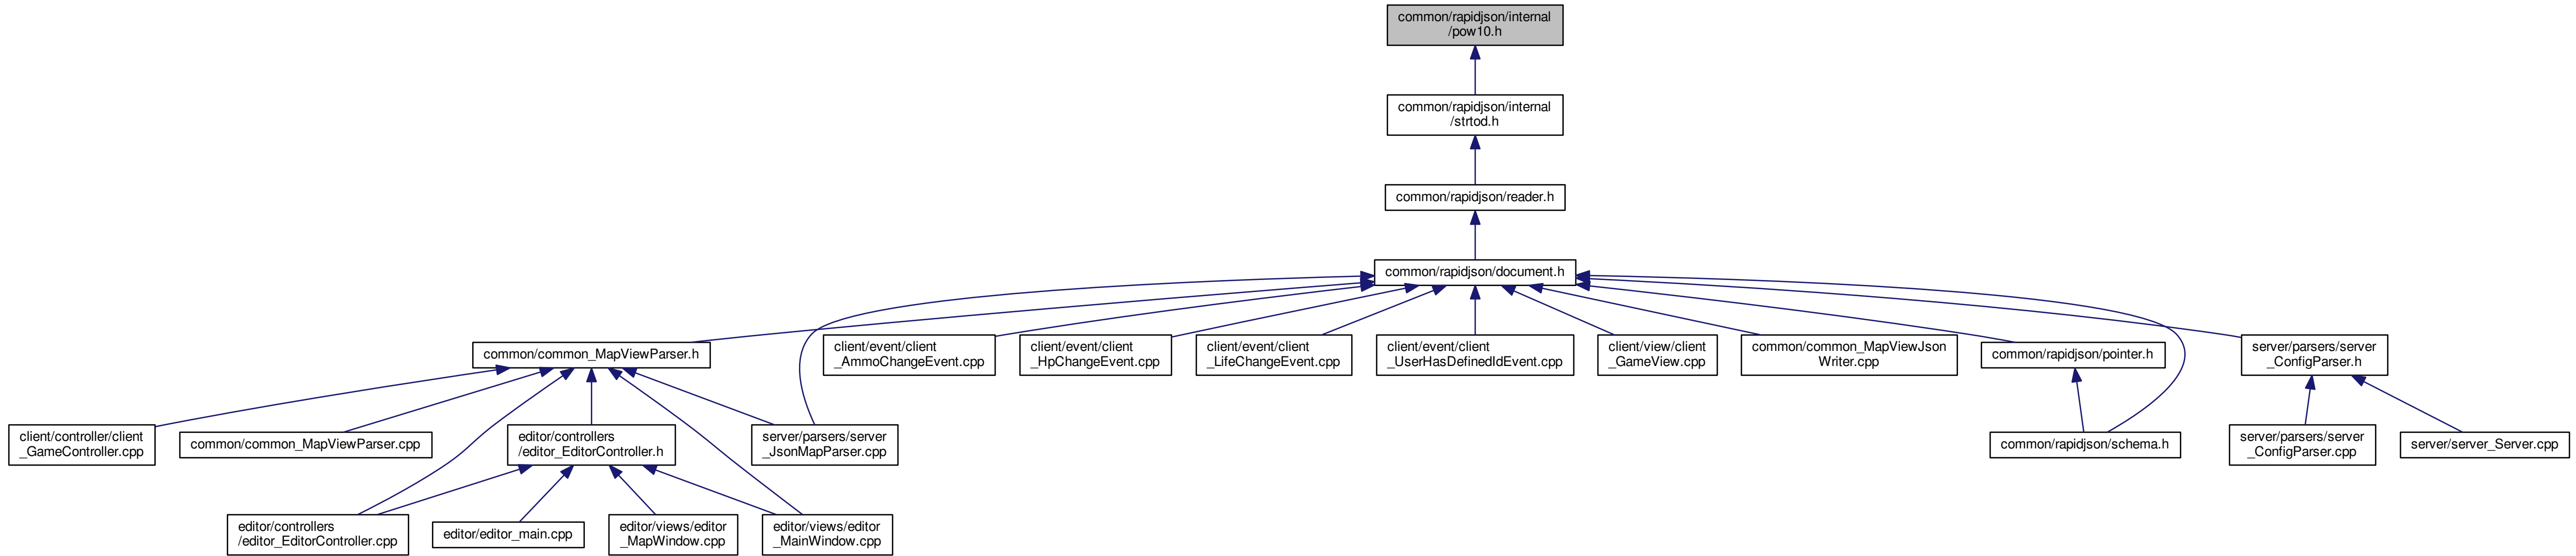 common/rapidjson/internal
/pow10.h
common/rapidjson/internal
/strtod.h
common/rapidjson/reader.h
common/rapidjson/document.h
common/common_MapViewParser.h
client/event/client
_AmmoChangeEvent.cpp
client/event/client
_HpChangeEvent.cpp
client/event/client
_LifeChangeEvent.cpp
client/event/client
_UserHasDefinedIdEvent.cpp
client/view/client
_GameView.cpp
common/common_MapViewJson
Writer.cpp
common/rapidjson/pointer.h
server/parsers/server
_ConfigParser.h
client/controller/client
_GameController.cpp
common/common_MapViewParser.cpp
editor/controllers
/editor_EditorController.h
server/parsers/server
_JsonMapParser.cpp
common/rapidjson/schema.h
server/parsers/server
_ConfigParser.cpp
server/server_Server.cpp
editor/controllers
/editor_EditorController.cpp
editor/editor_main.cpp
editor/views/editor
_MapWindow.cpp
editor/views/editor
_MainWindow.cpp